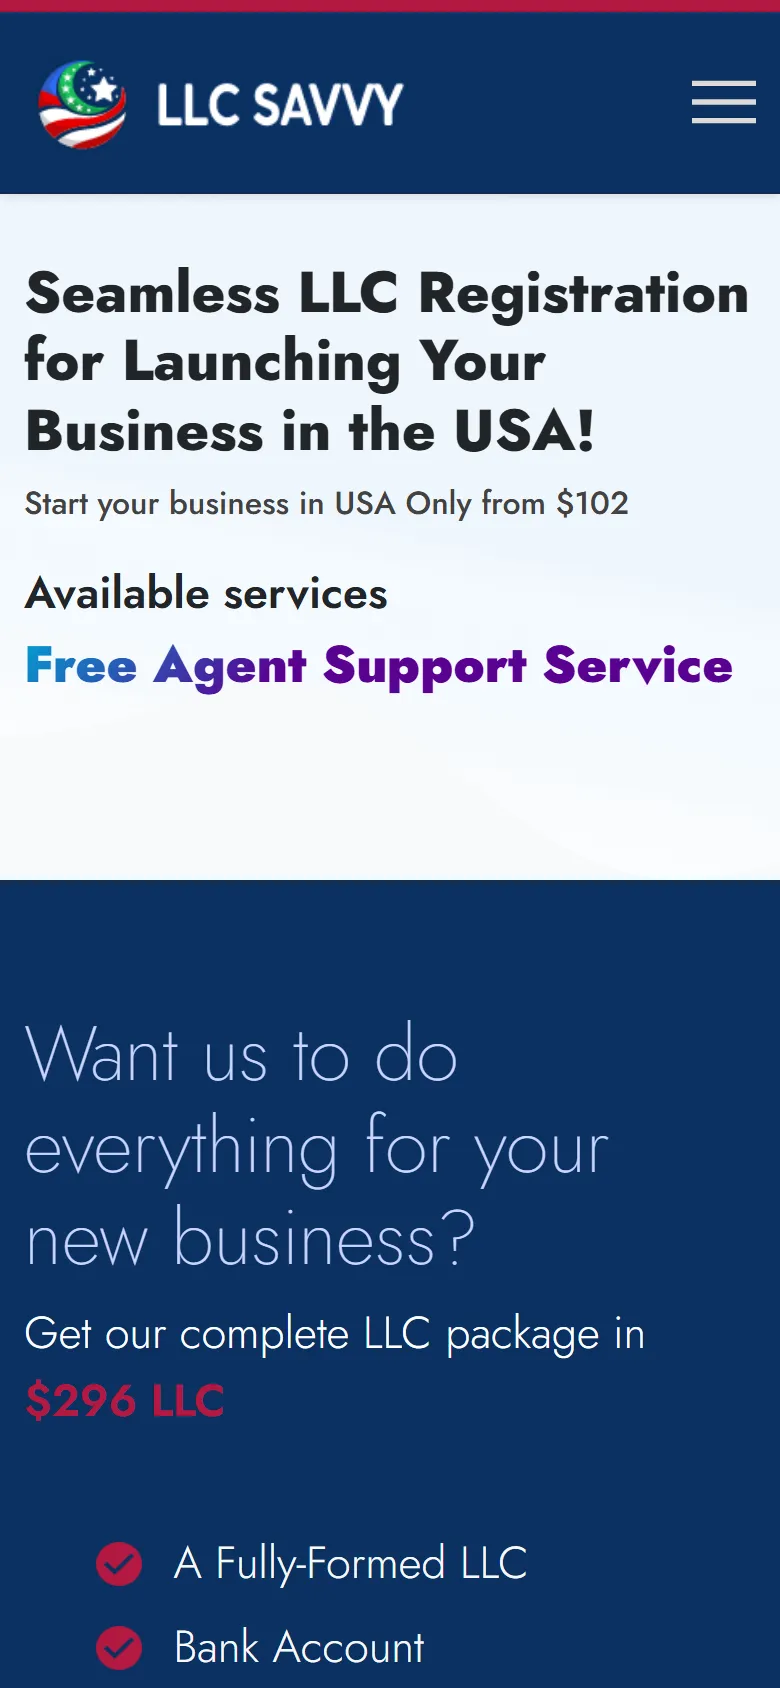 LLC SAVVY
Seamless LLC Registration
for Launching Your
Business in the USA!
Start your business in USA Only from $102
Available services
Free Agent Support Service
Want us to do
everything for your
new business?
Get our complete LLC package in
$296 LLC
A Fully-Formed LLC
Bank Account